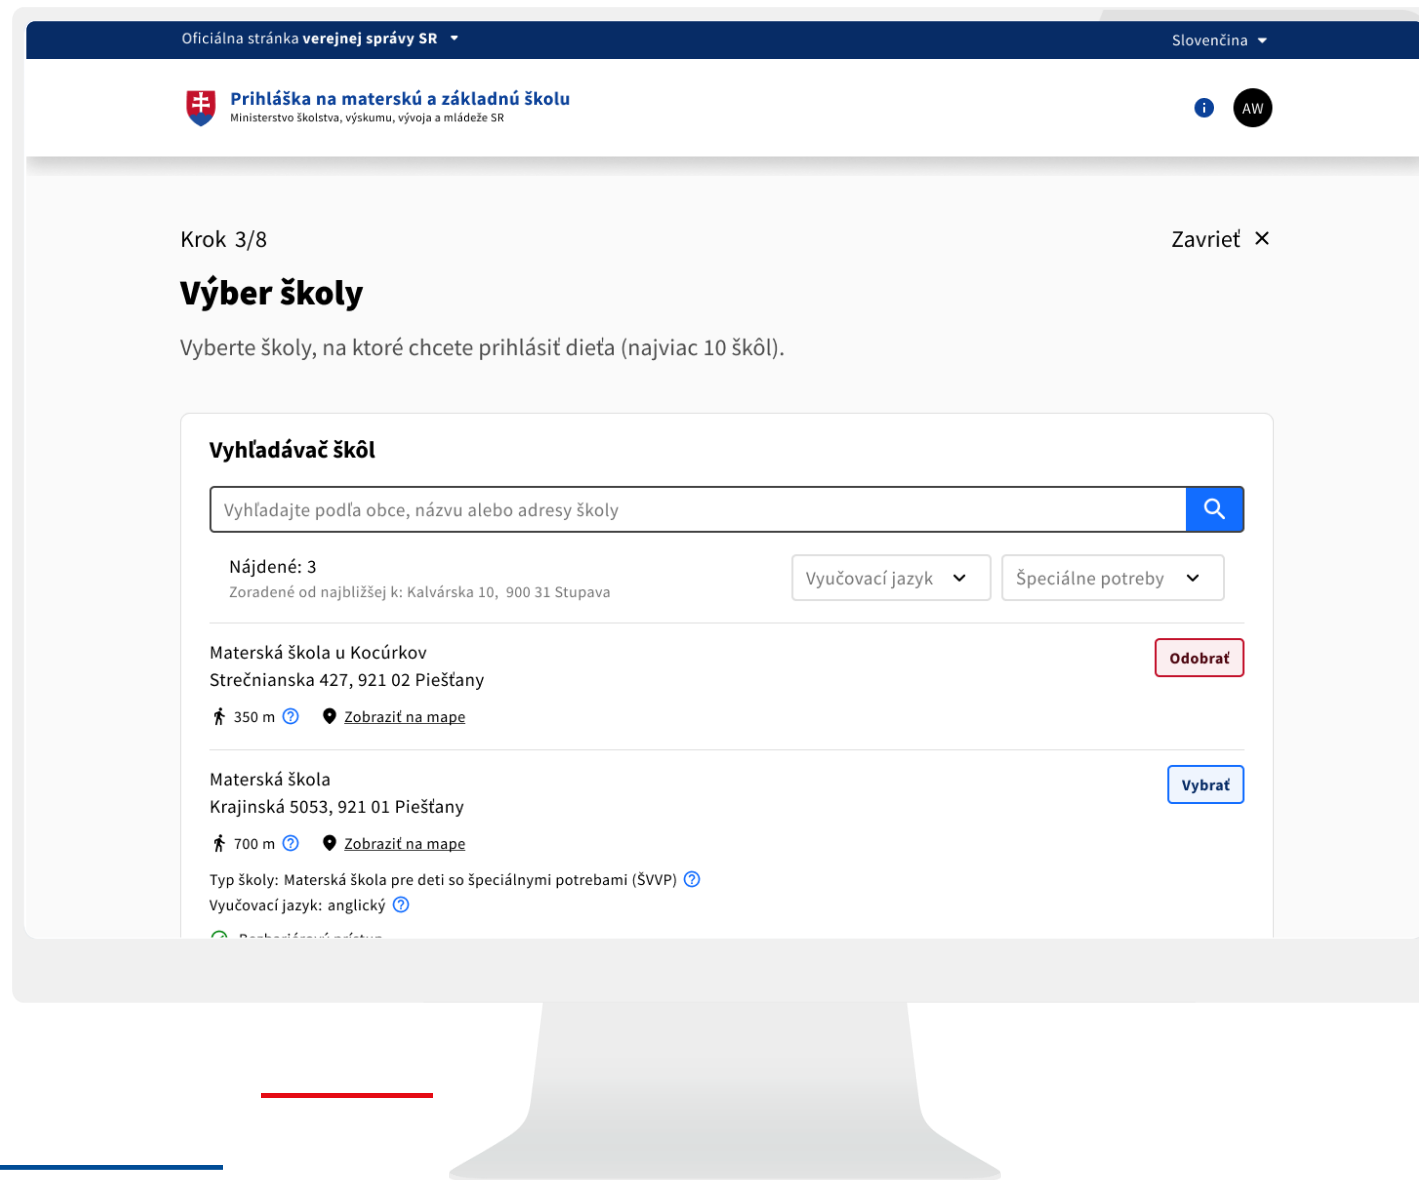 Oficiálna stránka verejnej správy SR
Slovenčina
Prihláška na materskú a základnú školu
Ministerstvo školstva, výskumu, vývoja a mládeže SR
AW
Krok 3/8
Zavrieť
Výber školy
Vyberte školy, na ktoré chcete prihlásiť dieťa (najviac 10 škôl).
Vyhľadávač škôl
Vyhľadajte podľa obce, názvu alebo adresy školy
Nájdené: 3
Zoradené od najbližšej k: Kalvárska 10, 900 31 Stupava
Vyučovací jazyk
Špeciálne potreby
Materská škola u Kocúrkov
Odobrať
Strečnianska 427, 921 02 Piešťany
350 m
Zobraziť na mape
Materská škola
Vybrať
Krajinská 5053, 921 01 Piešťany
700 m
Zobraziť na mape
Typ školy: Materská škola pre deti so špeciálnymi potrebami (ŠVVP)
Vyučovací jazyk: anglický